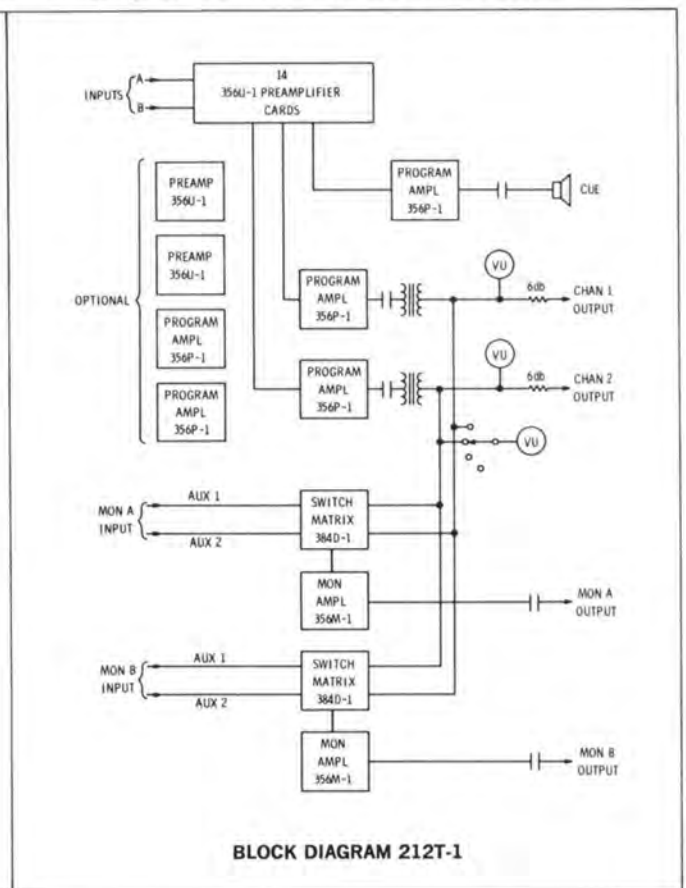 14
356U-1 PREAMPLIFIER
CARDS
INPUTS
A
B
PREAMP
356U-1
PREAMP
356U-1
OPTIONAL
PROGRAM
AMPL
356P-1
PROGRAM
AMPL
356P-1
PROGRAM
AMPL
356P-1
CUE
PROGRAM
AMPL
356P-1
VU
6db
CHAN 1
OUTPUT
PROGRAM
AMPL
356P-1
VU
6db
CHAN 2
OUTPUT
VU
MON A
INPUT
AUX 1
AUX 2
SWITCH
MATRIX
384D-1
MON
AMPL
356M-1
MON A
OUTPUT
MON B
INPUT
AUX 1
AUX 2
SWITCH
MATRIX
384D-1
MON
AMPL
356M-1
MON B
OUTPUT
BLOCK DIAGRAM 212T-1